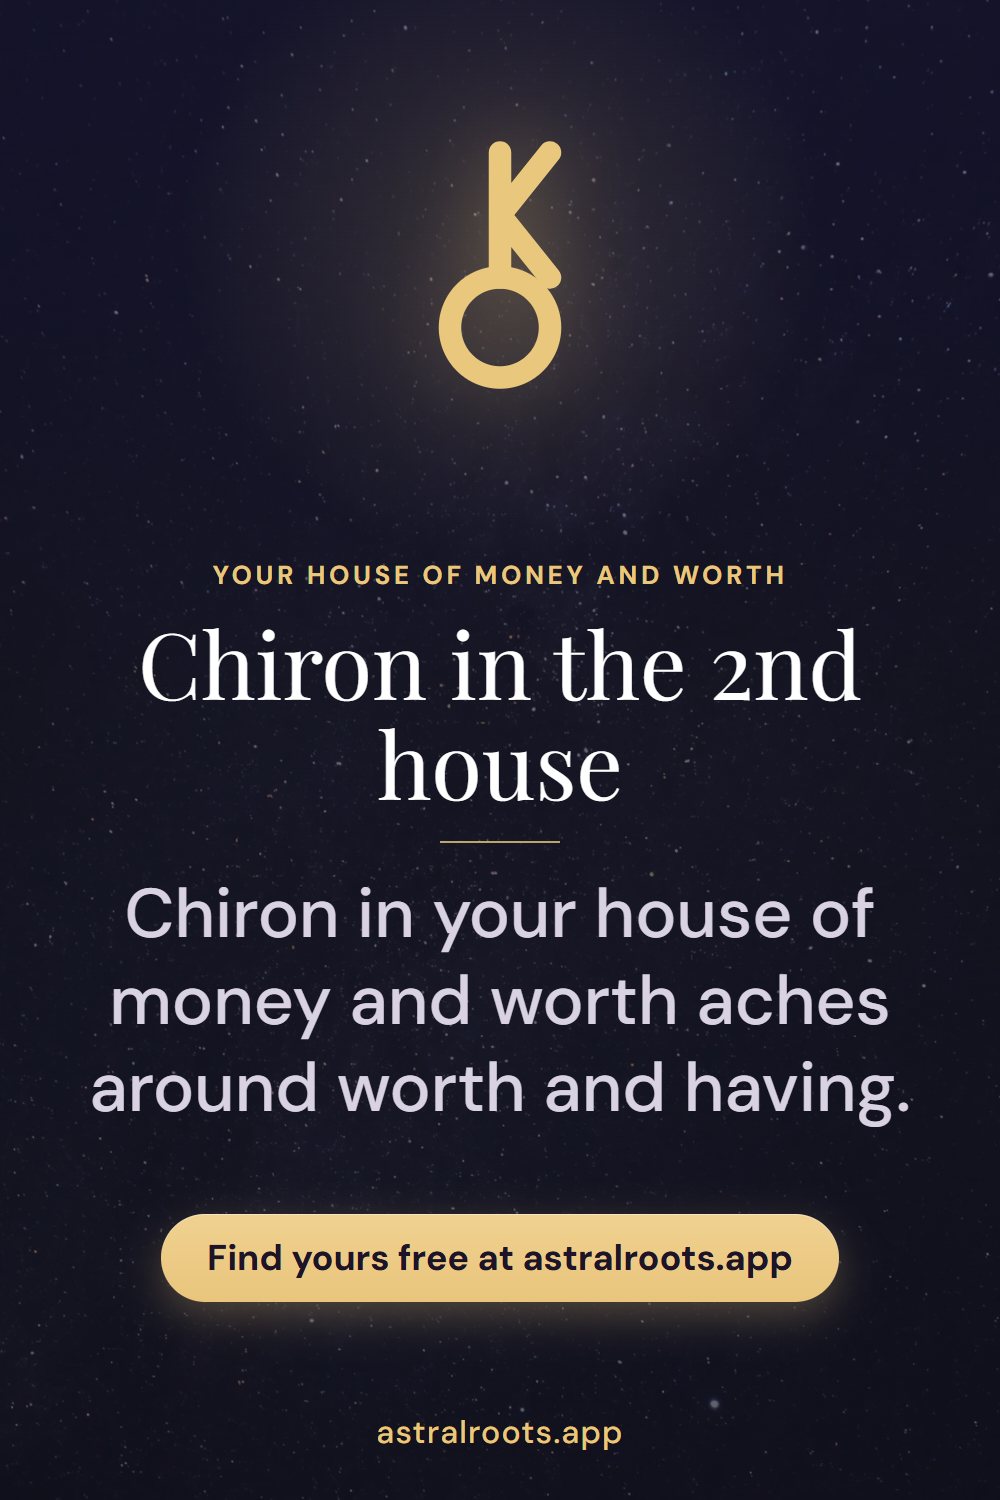 YOUR HOUSE OF MONEY AND WORTH
Chiron in the 2nd
house
Chiron in your house of
money and worth aches
around worth and having.
Find yours free at astralroots.app
astralroots.app